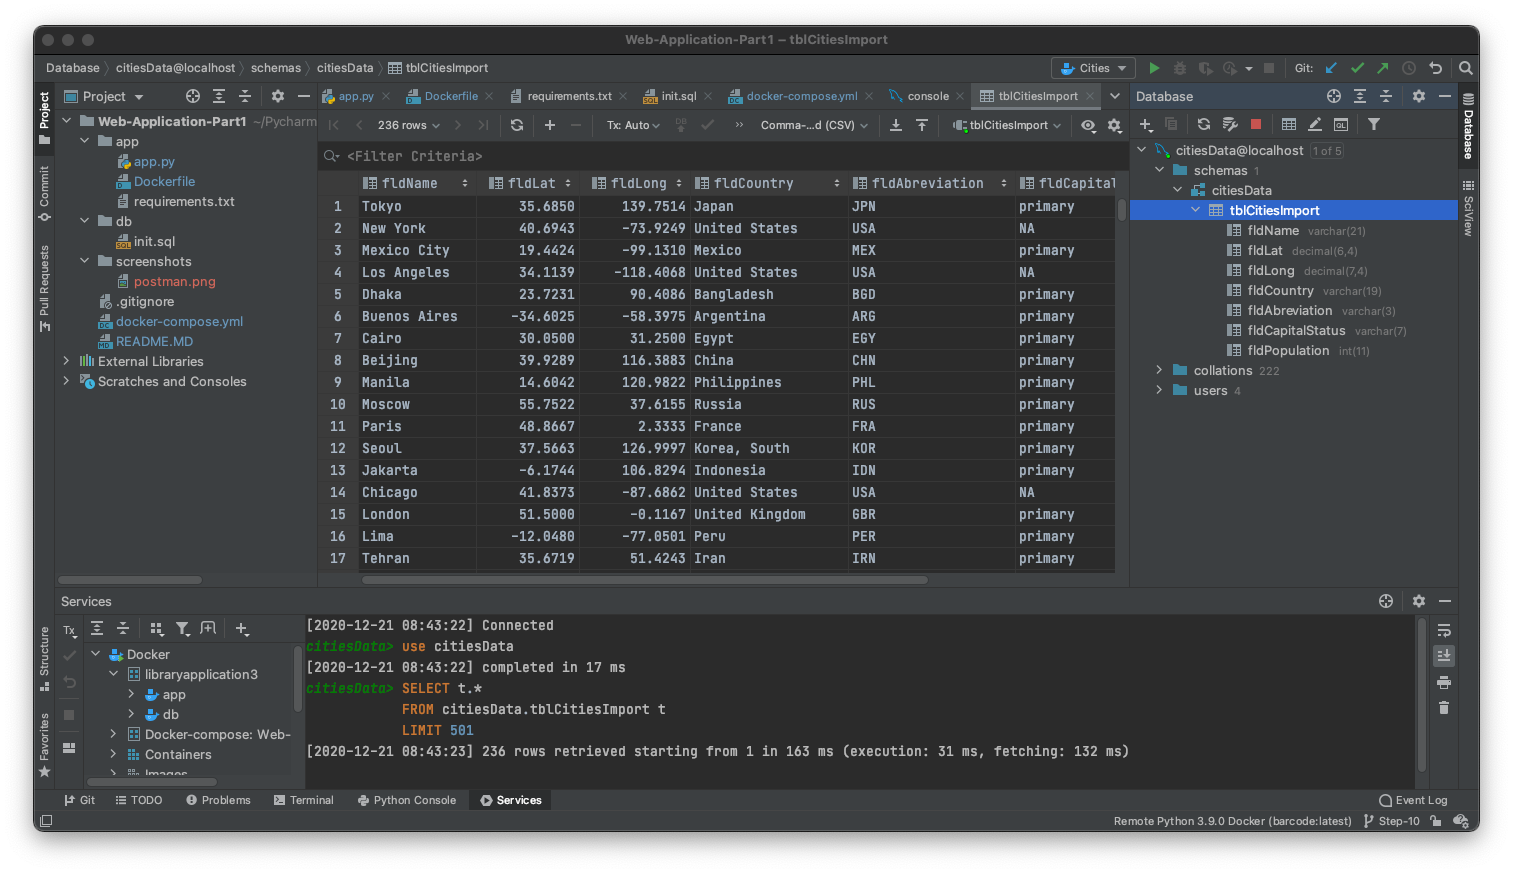 Web-Application-Part1 – tblCitiesImport
Database citiesData@localhost schemas citiesData tblCitiesImport Cities Git:
Project
Project
app.py Dockerfile requirements.txt init.sql docker-compose.yml console tblCitiesImport
Database
236 rows Tx: Auto DB Comma-...d (CSV) tblCitiesImport
QL
<Filter Criteria>
Web-Application-Part1 ~/Pycharm
app
app.py
Dockerfile
requirements.txt
db
init.sql
screenshots
postman.png
.gitignore
docker-compose.yml
README.MD
External Libraries
Scratches and Consoles
Commit
Pull Requests
fldName fldLat fldLong fldCountry fldAbreviation fldCapital
1 Tokyo 35.6850 139.7514 Japan JPN primary
2 New York 40.6943 -73.9249 United States USA NA
3 Mexico City 19.4424 -99.1310 Mexico MEX primary
4 Los Angeles 34.1139 -118.4068 United States USA NA
5 Dhaka 23.7231 90.4086 Bangladesh BGD primary
6 Buenos Aires -34.6025 -58.3975 Argentina ARG primary
7 Cairo 30.0500 31.2500 Egypt EGY primary
8 Beijing 39.9289 116.3883 China CHN primary
9 Manila 14.6042 120.9822 Philippines PHL primary
10 Moscow 55.7522 37.6155 Russia RUS primary
11 Paris 48.8667 2.3333 France FRA primary
12 Seoul 37.5663 126.9997 Korea, South KOR primary
13 Jakarta -6.1744 106.8294 Indonesia IDN primary
14 Chicago 41.8373 -87.6862 United States USA NA
15 London 51.5000 -0.1167 United Kingdom GBR primary
16 Lima -12.0480 -77.0501 Peru PER primary
17 Tehran 35.6719 51.4243 Iran IRN primary
citiesData@localhost 1 of 5
schemas 1
citiesData
tblCitiesImport
fldName varchar(21)
fldLat decimal(6,4)
fldLong decimal(7,4)
fldCountry varchar(19)
fldAbreviation varchar(3)
fldCapitalStatus varchar(7)
fldPopulation int(11)
collations 222
users 4
Database
SciView
Services
Tx
Docker
libraryapplication3
app
db
Docker-compose: Web-
Containers
Images
Structure
Favorites
[2020-12-21 08:43:22] Connected
citiesData> use citiesData
[2020-12-21 08:43:22] completed in 17 ms
citiesData> SELECT t.*
FROM citiesData.tblCitiesImport t
LIMIT 501
[2020-12-21 08:43:23] 236 rows retrieved starting from 1 in 163 ms (execution: 31 ms, fetching: 132 ms)
Git TODO Problems Terminal Python Console Services Event Log
Remote Python 3.9.0 Docker (barcode:latest) Step-10